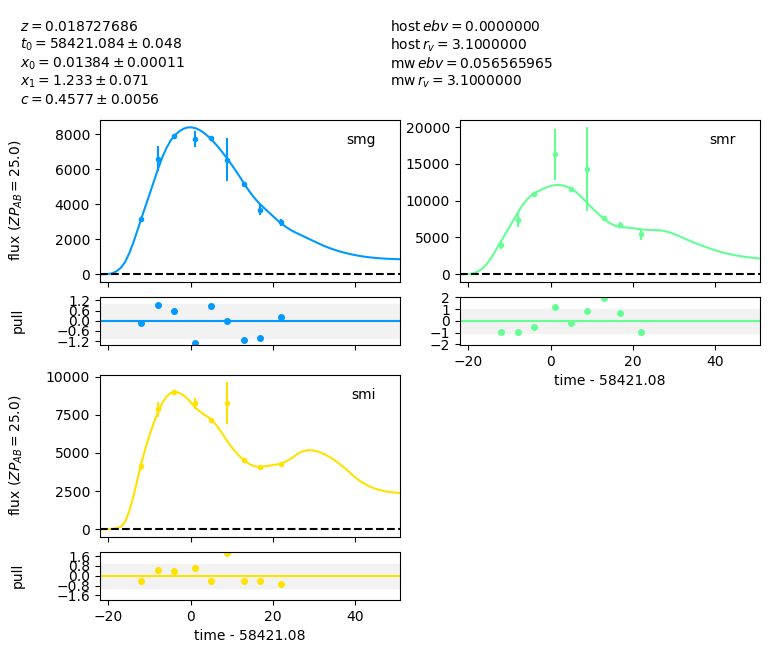 z = 0.018727686
t0 = 58421.084 ± 0.048
x0 = 0.01384 ± 0.00011
x1 = 1.233 ± 0.071
c = 0.4577 ± 0.0056
host ebv = 0.0000000
host rv = 3.1000000
mw ebv = 0.056565965
mw rv = 3.1000000
smg
flux (ZPAB = 25.0)
8000
6000
4000
2000
0
pull
1.2
0.6
0.0
−0.6
−1.2
smr
20000
15000
10000
5000
0
2
1
0
−1
−2
−20 0 20 40
time - 58421.08
smi
flux (ZPAB = 25.0)
10000
7500
5000
2500
0
pull
1.6
0.8
0.0
−0.8
−1.6
−20 0 20 40
time - 58421.08